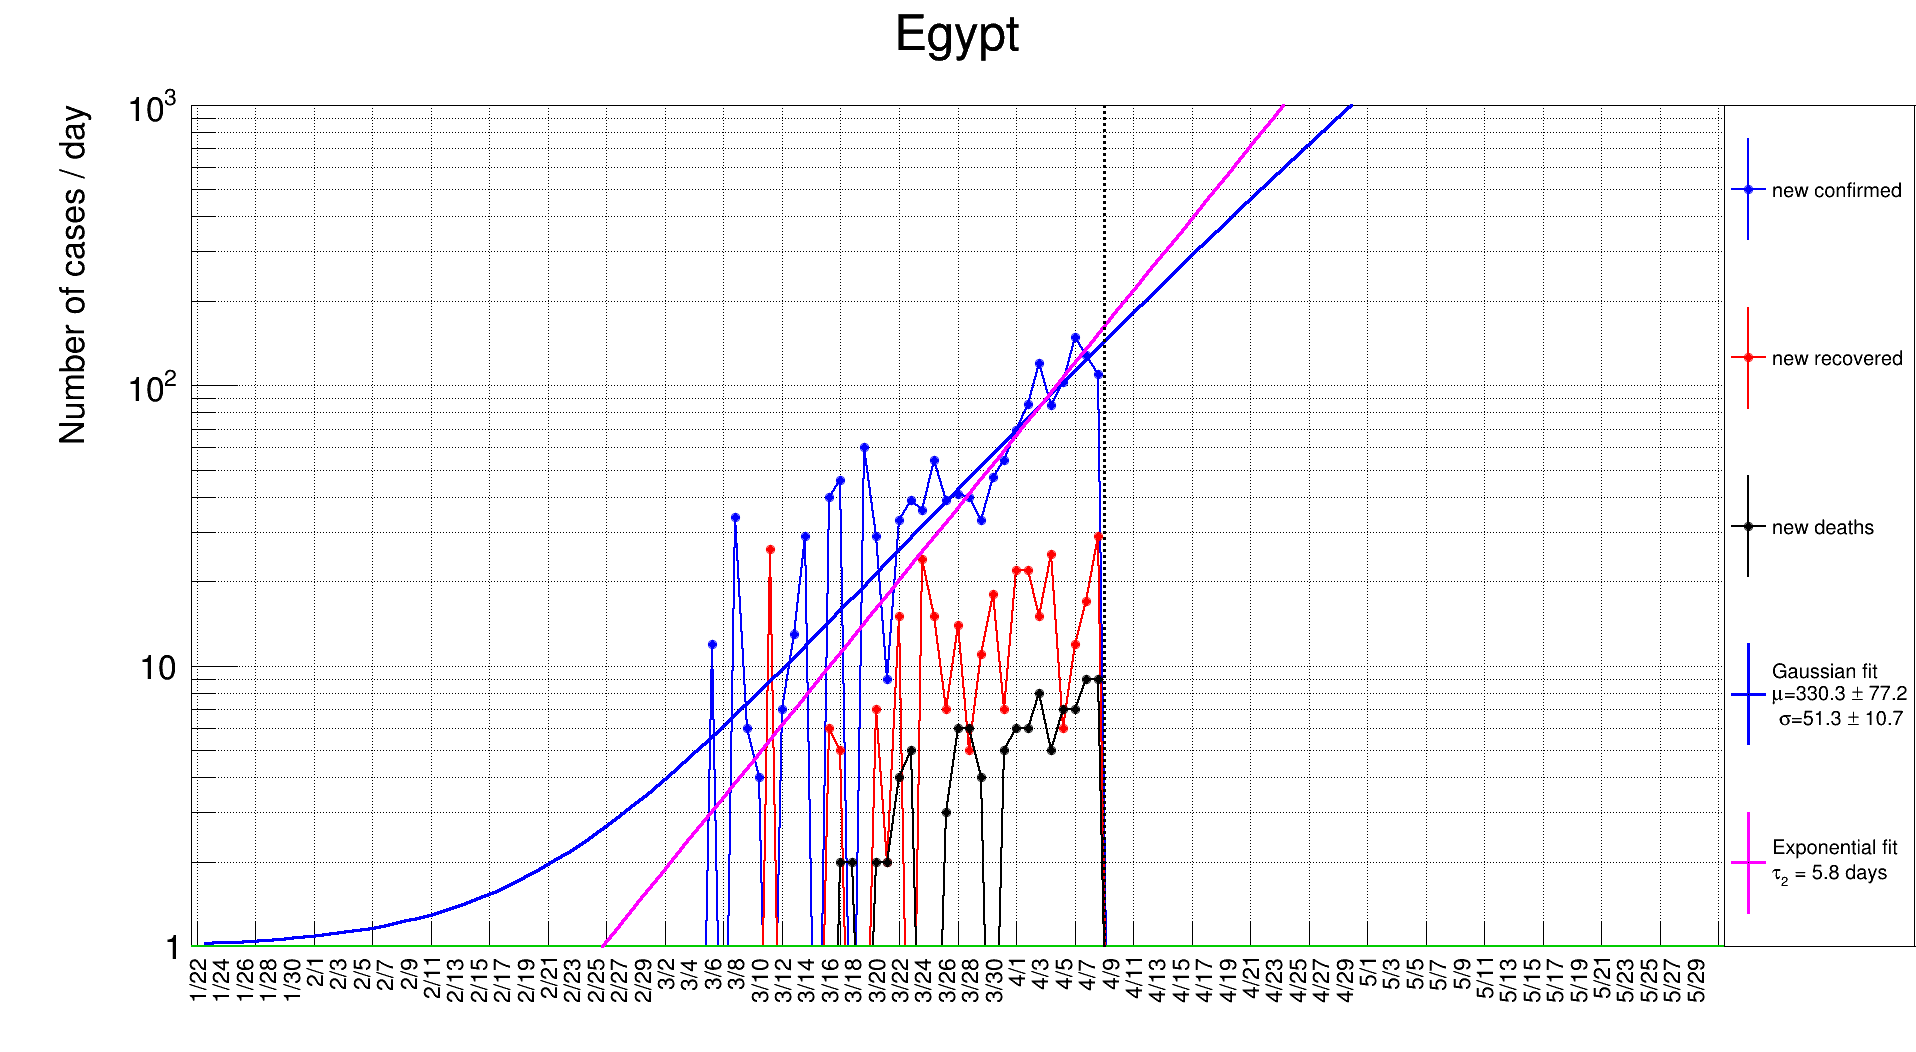 Egypt
Number of cases / day
10³
10²
10
1
1/22 1/24 1/26 1/28 1/30 2/1 2/3 2/5 2/7 2/9 2/11 2/13 2/15 2/17 2/19 2/21 2/23 2/25 2/27 2/29 3/2 3/4 3/6 3/8 3/10 3/12 3/14 3/16 3/18 3/20 3/22 3/24 3/26 3/28 3/30 4/1 4/3 4/5 4/7 4/9 4/11 4/13 4/15 4/17 4/19 4/21 4/23 4/25 4/27 4/29 5/1 5/3 5/5 5/7 5/9 5/11 5/13 5/15 5/17 5/19 5/21 5/23 5/25 5/27 5/29
new confirmed
new recovered
new deaths
Gaussian fit
μ=330.3 ± 77.2
σ=51.3 ± 10.7
Exponential fit
τ₂ = 5.8 days